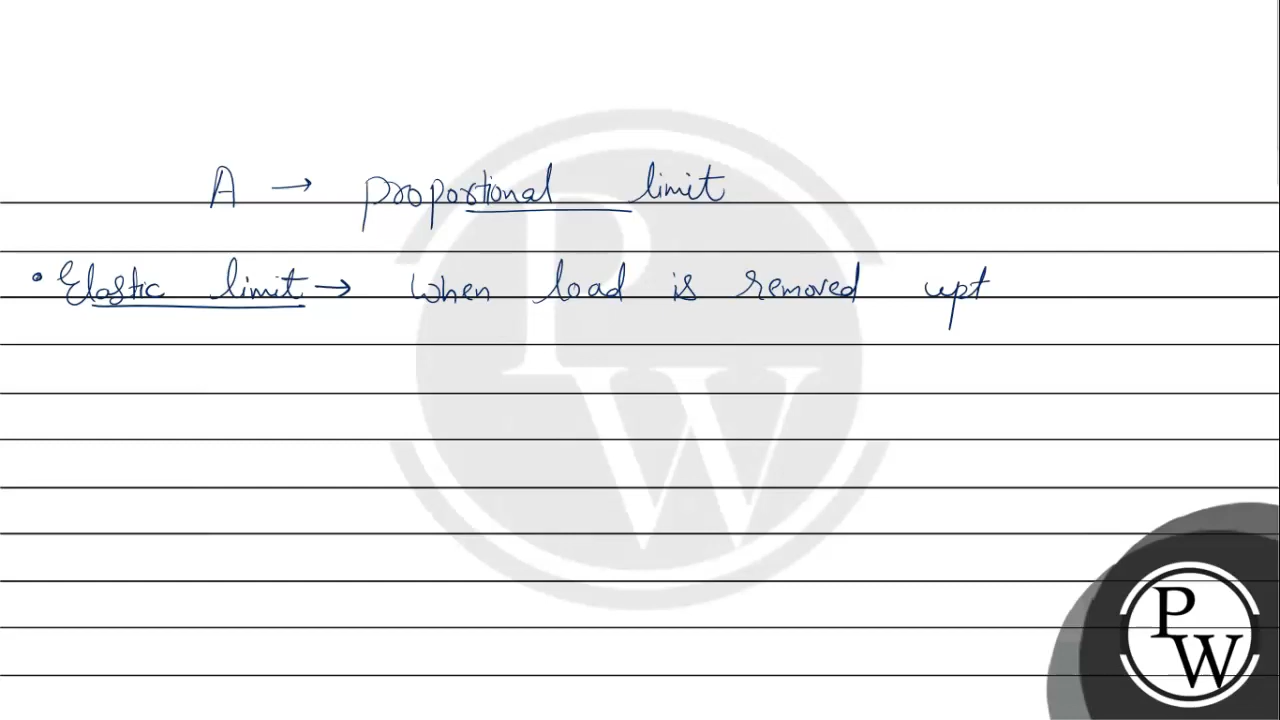 A → proportional limit
• Elastic limit → when load is removed upt
P
W
P
W